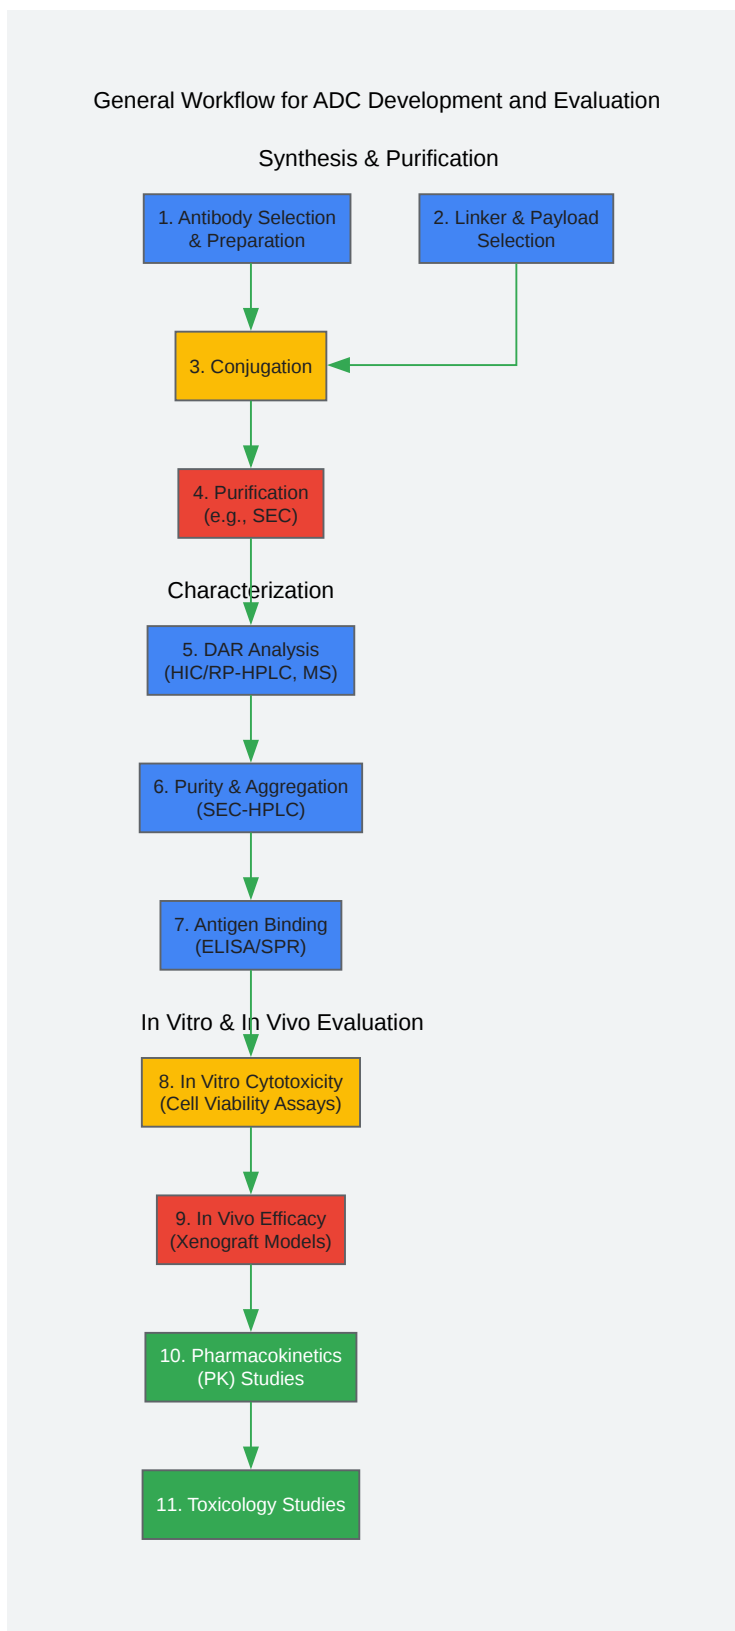 General Workflow for ADC Development and Evaluation
Synthesis & Purification
1. Antibody Selection
& Preparation
2. Linker & Payload
Selection
3. Conjugation
4. Purification
(e.g., SEC)
Characterization
5. DAR Analysis
(HIC/RP-HPLC, MS)
6. Purity & Aggregation
(SEC-HPLC)
7. Antigen Binding
(ELISA/SPR)
In Vitro & In Vivo Evaluation
8. In Vitro Cytotoxicity
(Cell Viability Assays)
9. In Vivo Efficacy
(Xenograft Models)
10. Pharmacokinetics
(PK) Studies
11. Toxicology Studies